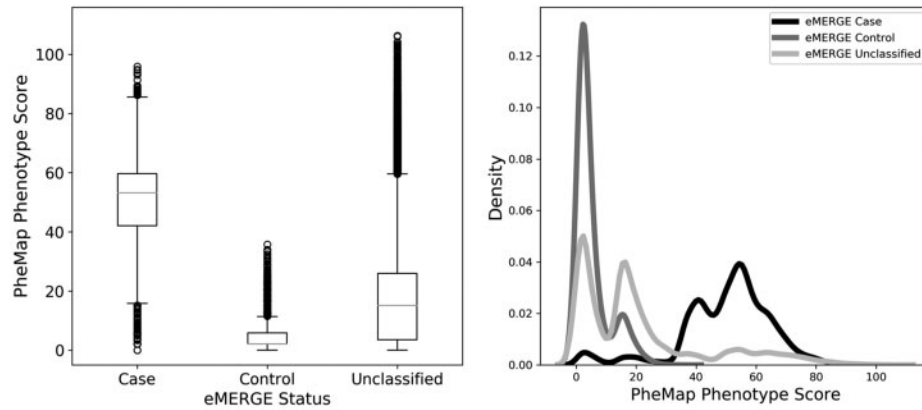 PheMap Phenotype Score
100
80
60
40
20
0
Case
Control
Unclassified
eMERGE Status
Density
0.12
0.10
0.08
0.06
0.04
0.02
0.00
eMERGE Case
eMERGE Control
eMERGE Unclassified
0
20
40
60
80
100
PheMap Phenotype Score